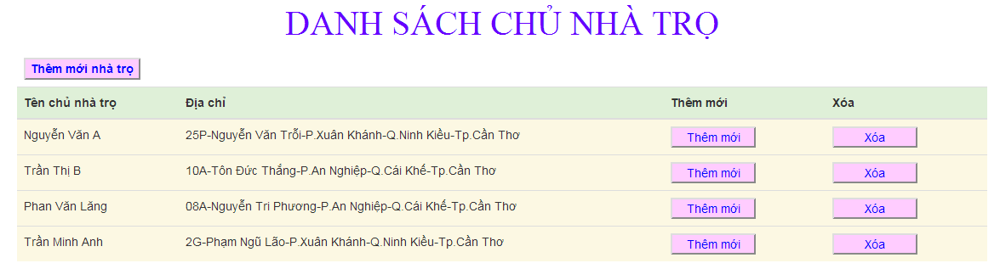 DANH SÁCH CHỦ NHÀ TRỌ
Thêm mới nhà trọ
Tên chủ nhà trọ Địa chỉ Thêm mới Xóa
Nguyễn Văn A 25P-Nguyễn Văn Trỗi-P.Xuân Khánh-Q.Ninh Kiều-Tp.Cần Thơ Thêm mới Xóa
Trần Thị B 10A-Tôn Đức Thắng-P.An Nghiệp-Q.Cái Khế-Tp.Cần Thơ Thêm mới Xóa
Phan Văn Lăng 08A-Nguyễn Tri Phương-P.An Nghiệp-Q.Cái Khế-Tp.Cần Thơ Thêm mới Xóa
Trần Minh Anh 2G-Phạm Ngũ Lão-P.Xuân Khánh-Q.Ninh Kiều-Tp.Cần Thơ Thêm mới Xóa